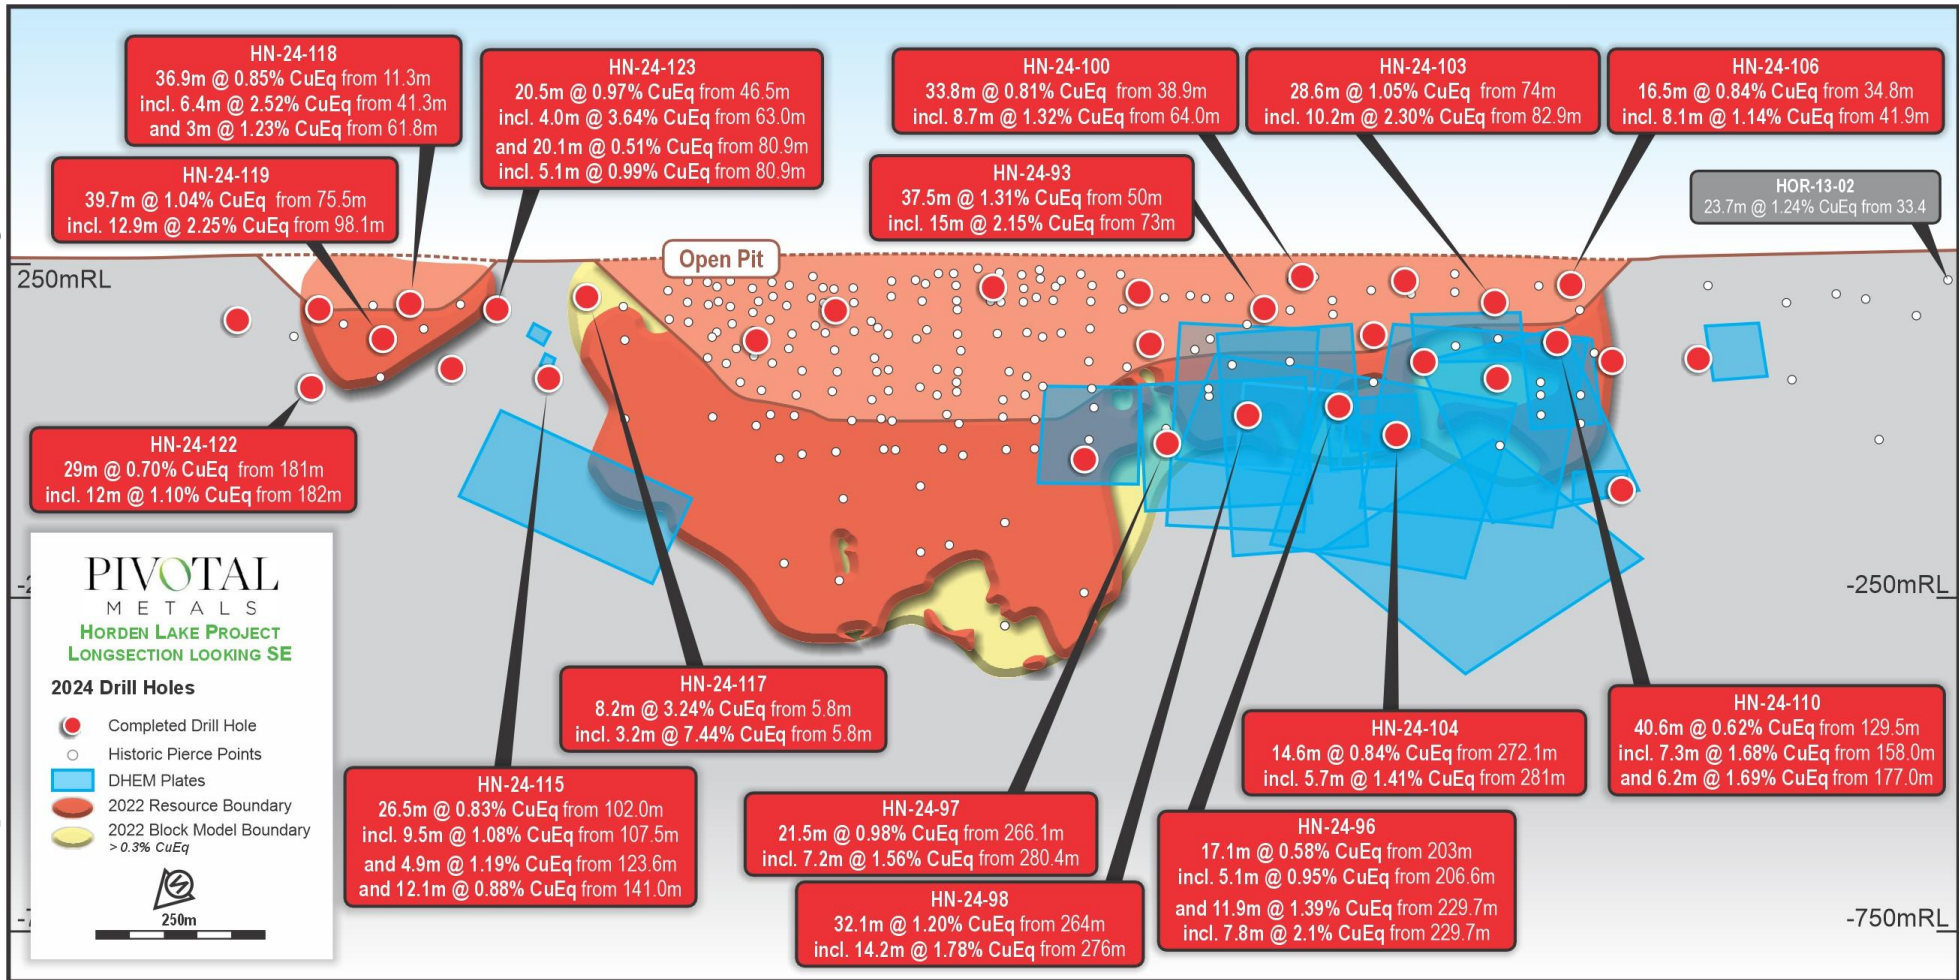 HN-24-118
36.9m @ 0.85% CuEq from 11.3m
incl. 6.4m @ 2.52% CuEq from 41.3m
and 3m @ 1.23% CuEq from 61.8m
HN-24-123
20.5m @ 0.97% CuEq from 46.5m
incl. 4.0m @ 3.64% CuEq from 63.0m
and 20.1m @ 0.51% CuEq from 80.9m
incl. 5.1m @ 0.99% CuEq from 80.9m
HN-24-100
33.8m @ 0.81% CuEq from 38.9m
incl. 8.7m @ 1.32% CuEq from 64.0m
HN-24-103
28.6m @ 1.05% CuEq from 74m
incl. 10.2m @ 2.30% CuEq from 82.9m
HN-24-106
16.5m @ 0.84% CuEq from 34.8m
incl. 8.1m @ 1.14% CuEq from 41.9m
HN-24-119
39.7m @ 1.04% CuEq from 75.5m
incl. 12.9m @ 2.25% CuEq from 98.1m
HN-24-93
37.5m @ 1.31% CuEq from 50m
incl. 15m @ 2.15% CuEq from 73m
HOR-13-02
23.7m @ 1.24% CuEq from 33.4
Open Pit
250mRL
HN-24-122
29m @ 0.70% CuEq from 181m
incl. 12m @ 1.10% CuEq from 182m
-250mRL
PIVOTAL
METALS
HORDEN LAKE PROJECT
LONGSECTION LOOKING SE
2024 Drill Holes
Completed Drill Hole
Historic Pierce Points
DHEM Plates
2022 Resource Boundary
2022 Block Model Boundary
> 0.3% CuEq
250m
HN-24-117
8.2m @ 3.24% CuEq from 5.8m
incl. 3.2m @ 7.44% CuEq from 5.8m
HN-24-115
26.5m @ 0.83% CuEq from 102.0m
incl. 9.5m @ 1.08% CuEq from 107.5m
and 4.9m @ 1.19% CuEq from 123.6m
and 12.1m @ 0.88% CuEq from 141.0m
HN-24-97
21.5m @ 0.98% CuEq from 266.1m
incl. 7.2m @ 1.56% CuEq from 280.4m
HN-24-98
32.1m @ 1.20% CuEq from 264m
incl. 14.2m @ 1.78% CuEq from 276m
HN-24-104
14.6m @ 0.84% CuEq from 272.1m
incl. 5.7m @ 1.41% CuEq from 281m
HN-24-96
17.1m @ 0.58% CuEq from 203m
incl. 5.1m @ 0.95% CuEq from 206.6m
and 11.9m @ 1.39% CuEq from 229.7m
incl. 7.8m @ 2.1% CuEq from 229.7m
HN-24-110
40.6m @ 0.62% CuEq from 129.5m
incl. 7.3m @ 1.68% CuEq from 158.0m
and 6.2m @ 1.69% CuEq from 177.0m
-750mRL